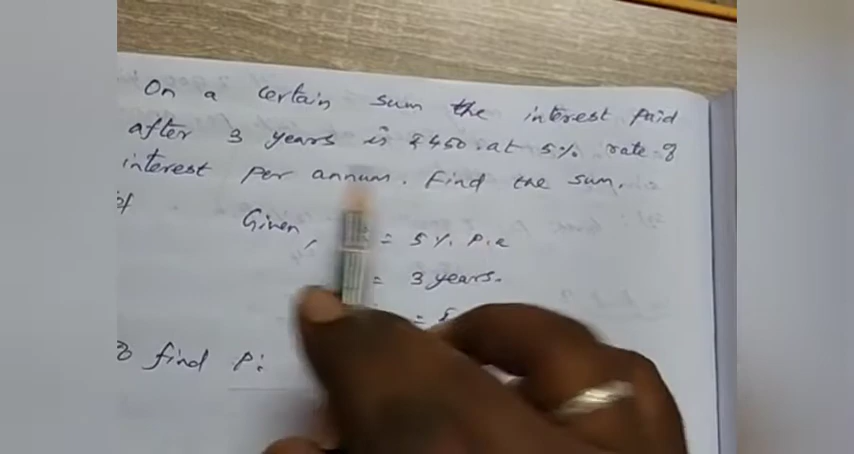 On a certain sum the interest paid
after 3 years is ₹450. at 5% rate of
interest per annum. Find the sum.
Given, = 5% p.a
= 3 years.
=
find P: